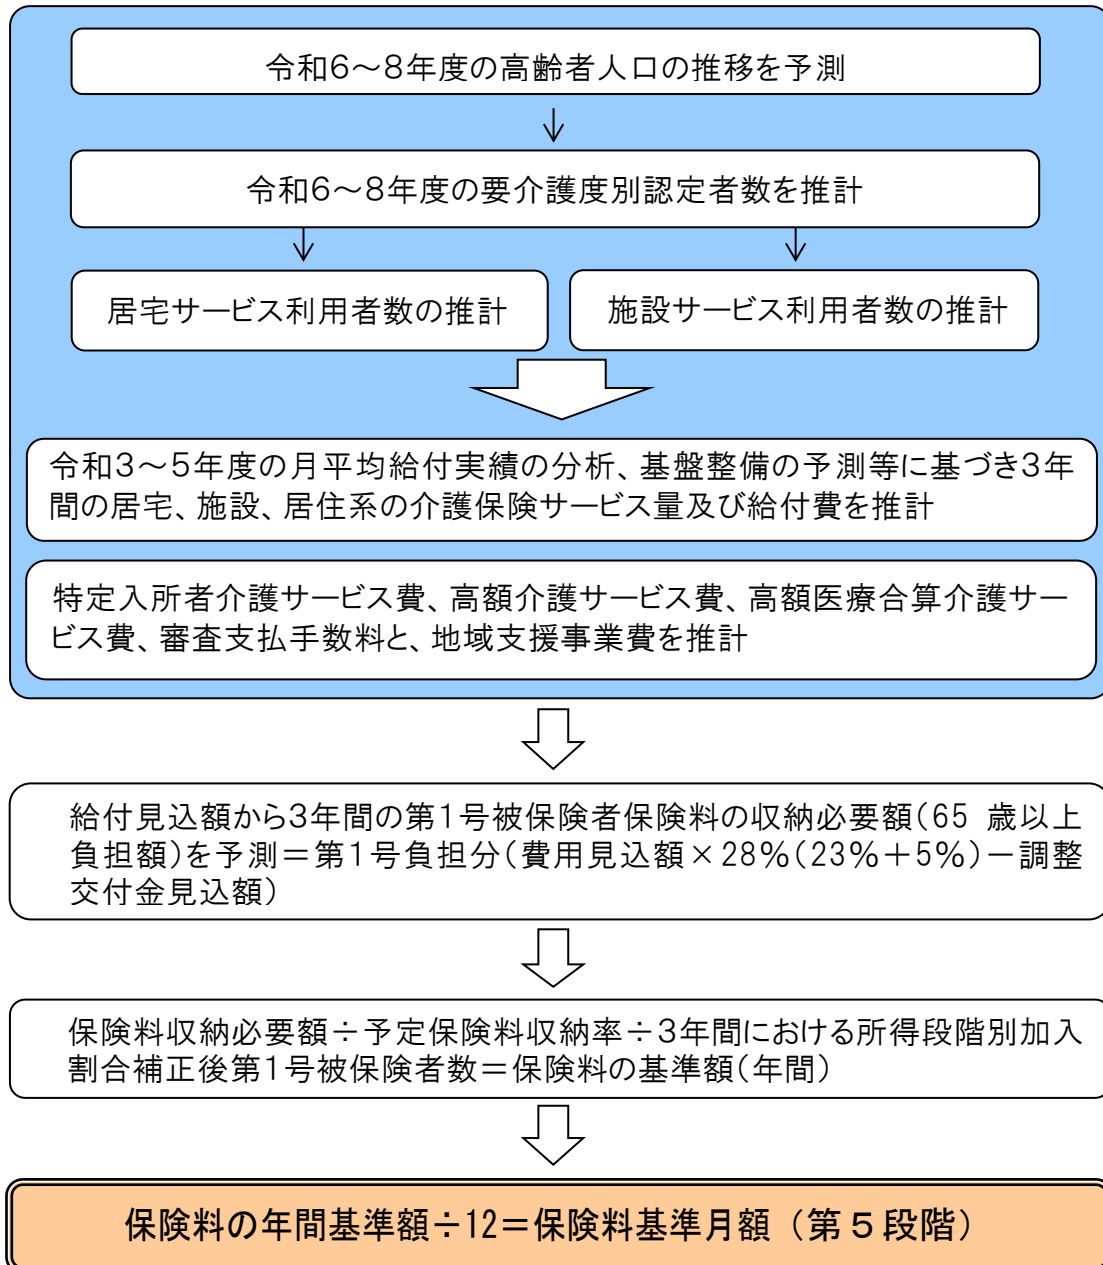 令和6～8年度の高齢者人口の推移を予測
令和6～8年度の要介護度別認定者数を推計
居宅サービス利用者数の推計
施設サービス利用者数の推計
令和3～5年度の月平均給付実績の分析、基盤整備の予測等に基づき3年
間の居宅、施設、居住系の介護保険サービス量及び給付費を推計
特定入所者介護サービス費、高額介護サービス費、高額医療合算介護サー
ビス費、審査支払手数料と、地域支援事業費を推計
給付見込額から3年間の第1号被保険者保険料の収納必要額(65 歳以上
負担額)を予測＝第1号負担分(費用見込額×28%(23%＋5%)－調整
交付金見込額)
保険料収納必要額÷予定保険料収納率÷3年間における所得段階別加入
割合補正後第1号被保険者数＝保険料の基準額(年間)
保険料の年間基準額÷12＝保険料基準月額（第５段階）